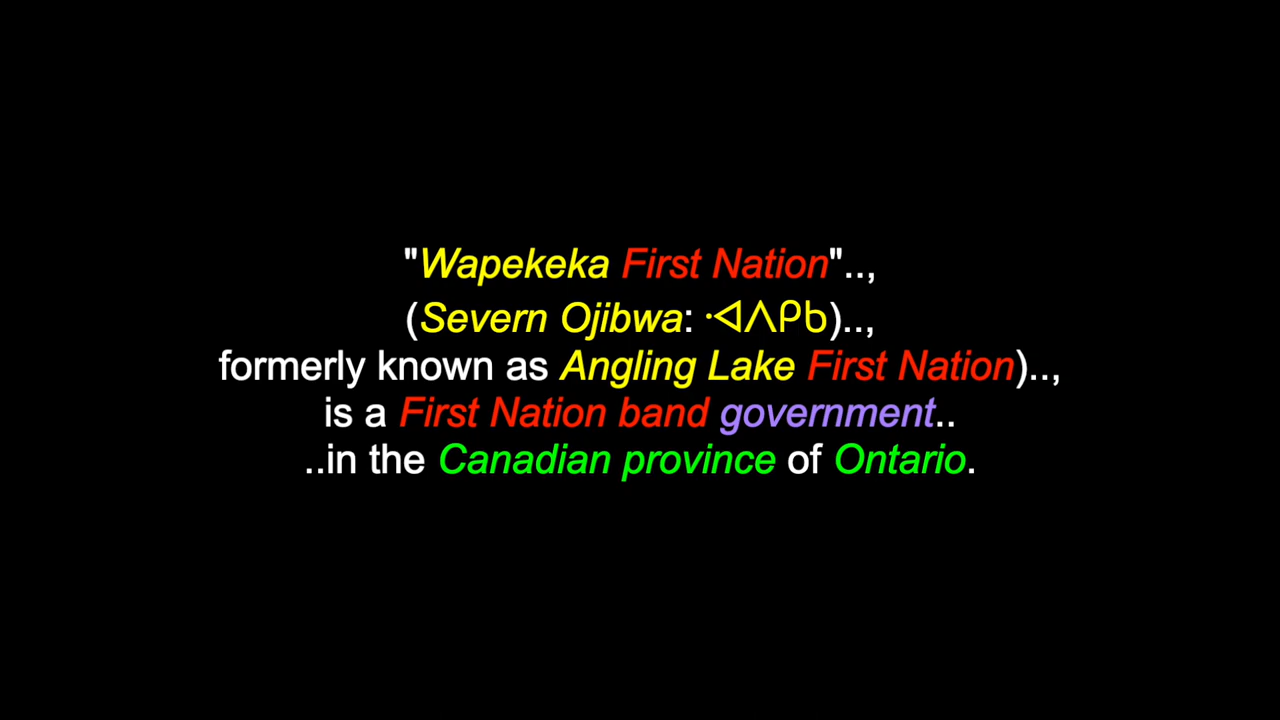 "Wapekeka First Nation"..,
(Severn Ojibwa: ᐧᐊᐱᑭᑲ)..,
formerly known as Angling Lake First Nation)..,
is a First Nation band government..
..in the Canadian province of Ontario.